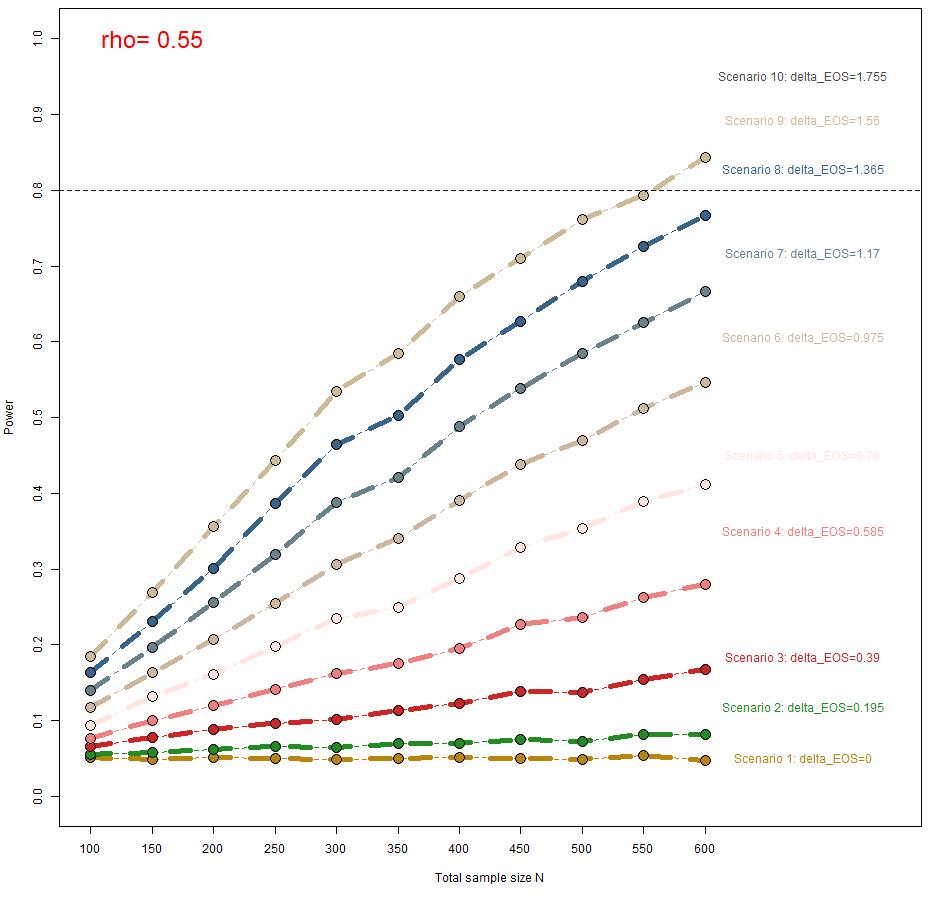 rho= 0.55
Scenario 10: delta_EOS=1.755
Scenario 9: delta_EOS=1.56
Scenario 8: delta_EOS=1.365
Scenario 7: delta_EOS=1.17
Scenario 6: delta_EOS=0.975
Scenario 5: delta_EOS=0.78
Scenario 4: delta_EOS=0.585
Scenario 3: delta_EOS=0.39
Scenario 2: delta_EOS=0.195
Scenario 1: delta_EOS=0
1.0
0.9
0.8
0.7
0.6
0.5
0.4
0.3
0.2
0.1
0.0
Power
100 150 200 250 300 350 400 450 500 550 600
Total sample size N